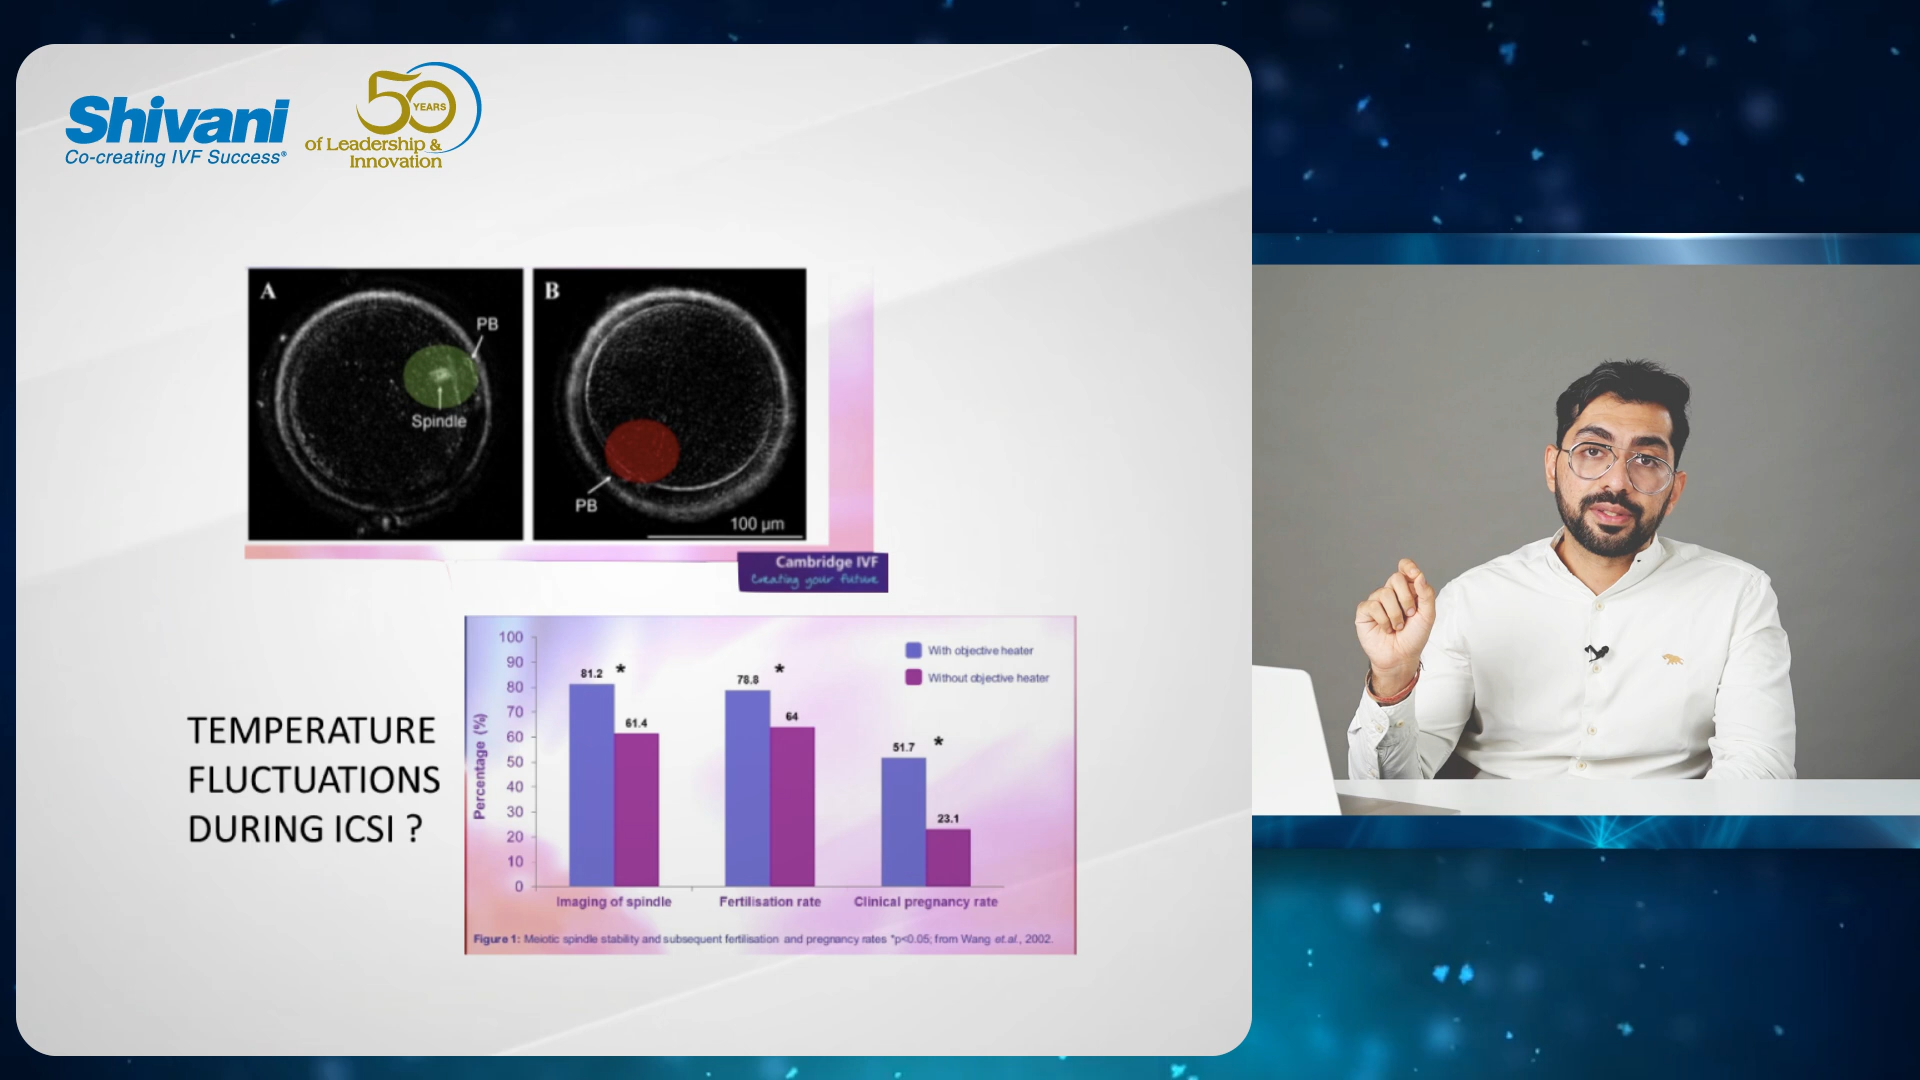 Shivani
Co-creating IVF Success®
50
YEARS
of Leadership &
Innovation
A
PB
Spindle
B
PB
100 µm
Cambridge IVF
Creating your future
TEMPERATURE
FLUCTUATIONS
DURING ICSI ?
Percentage (%)
100
90
80
70
60
50
40
30
20
10
0
81.2
*
61.4
78.8
*
64
51.7
*
23.1
With objective heater
Without objective heater
Imaging of spindle
Fertilisation rate
Clinical pregnancy rate
Figure 1: Meiotic spindle stability and subsequent fertilisation and pregnancy rates *p<0.05; from Wang et.al., 2002.